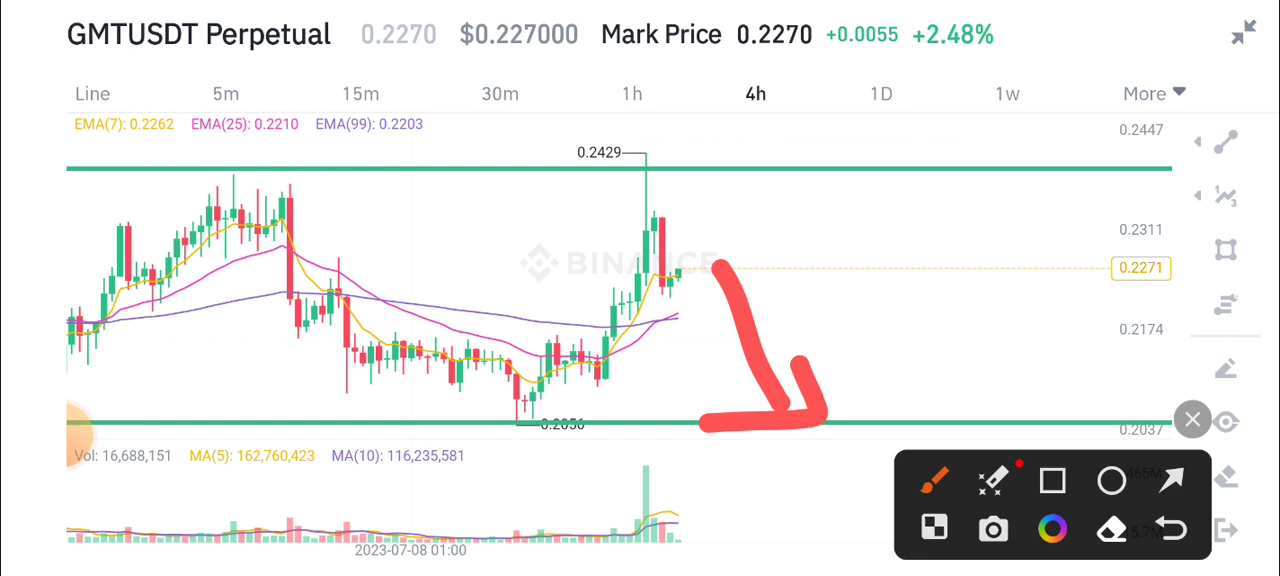 GMTUSDT Perpetual 0.2270 $0.227000 Mark Price 0.2270 +0.0055 +2.48%
Line 5m 15m 30m 1h 4h 1D 1w More
EMA(7): 0.2262 EMA(25): 0.2210 EMA(99): 0.2203
0.2447
0.2429
0.2311
BINANCE
0.2271
0.2174
0.2056
0.2037
Vol: 16,688,151 MA(5): 162,760,423 MA(10): 116,235,581
465M
15.7M
2023-07-08 01:00